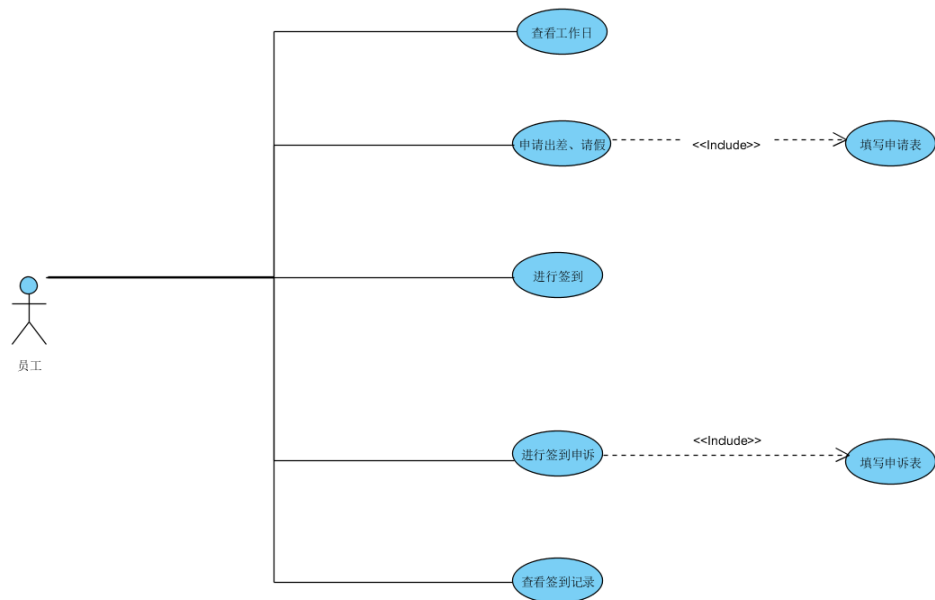 查看工作日
申请出差、请假
<<Include>>
填写申请表
进行签到
员工
进行签到申诉
<<Include>>
填写申诉表
查看签到记录